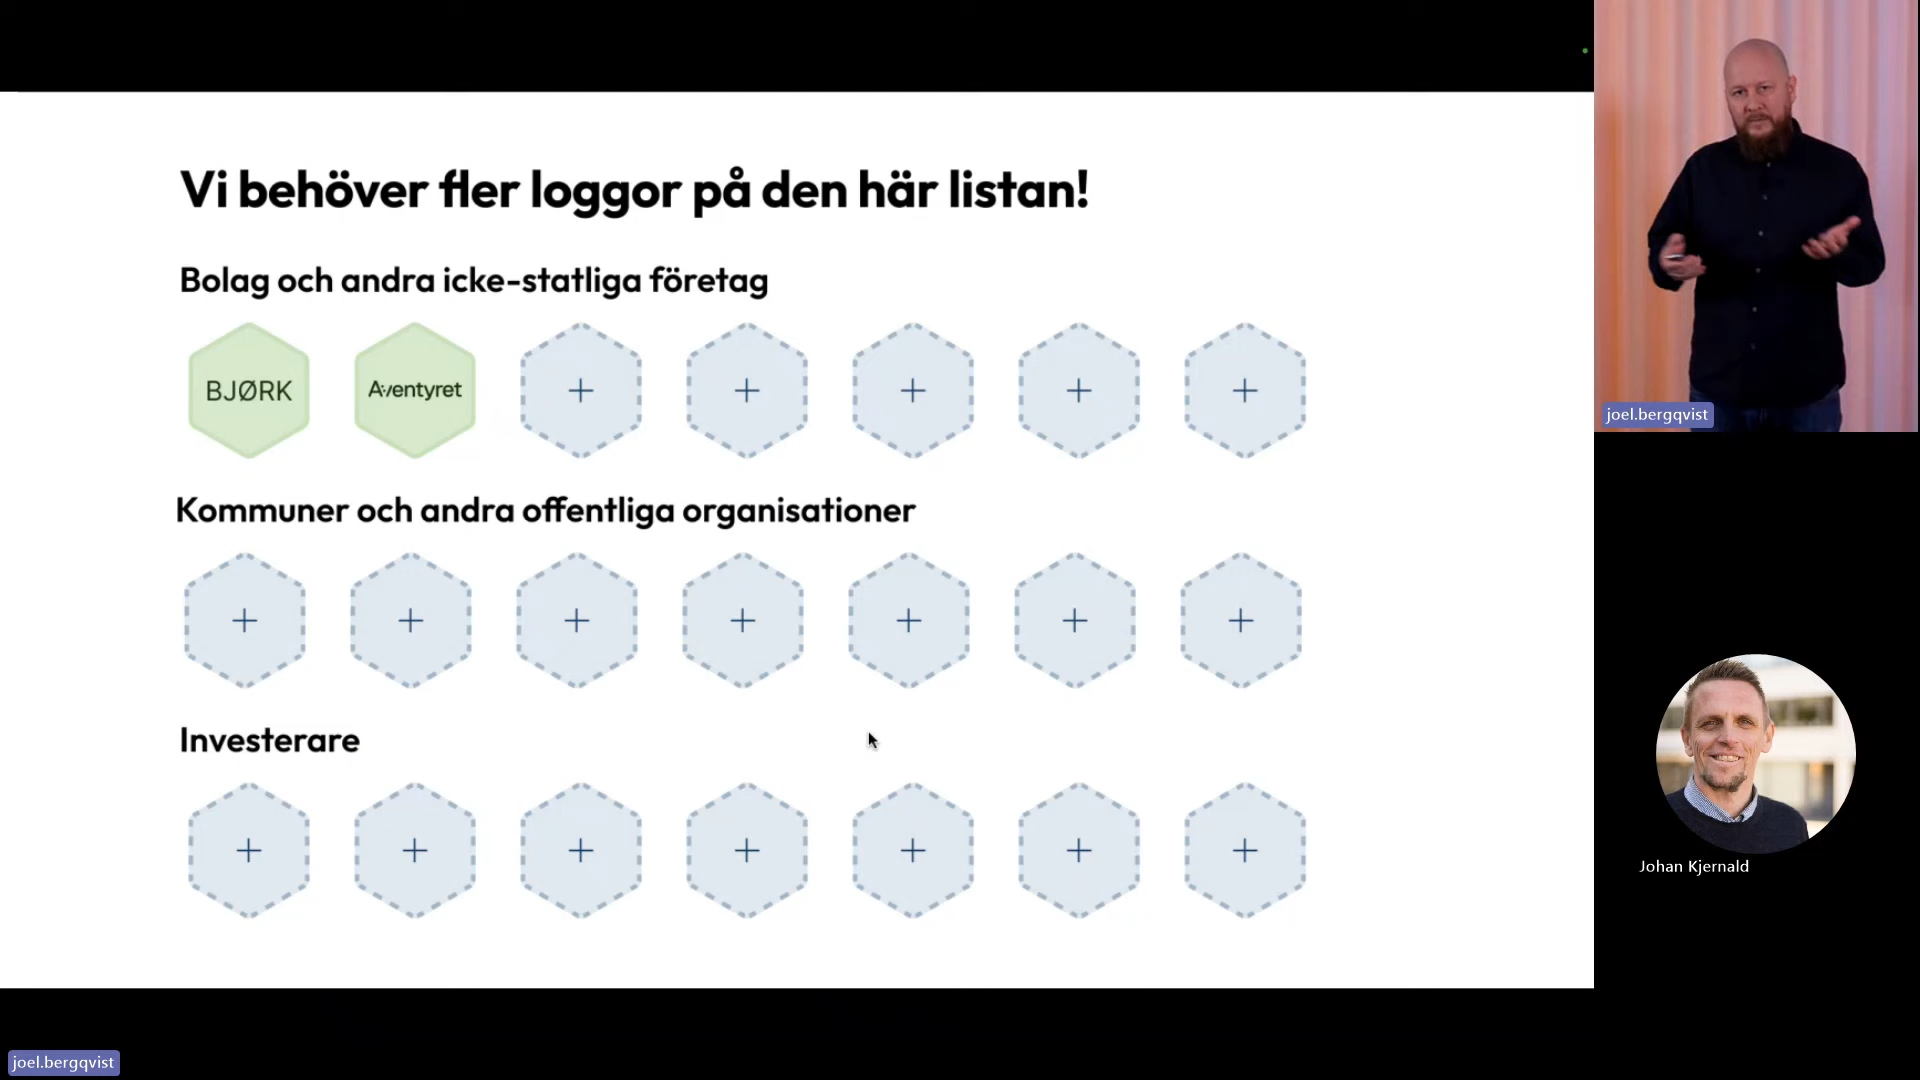 Vi behöver fler loggor på den här listan!
Bolag och andra icke-statliga företag
BJØRK
Aventyret
Kommuner och andra offentliga organisationer
Investerare
joel.bergqvist
Johan Kjernald
joel.bergqvist